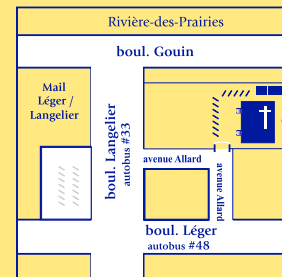 Rivière-des-Prairies
boul. Gouin
Mail
Léger /
Langelier
boul. Langelier
autobus #33
avenue Allard
avenue Allard
boul. Léger
autobus #48